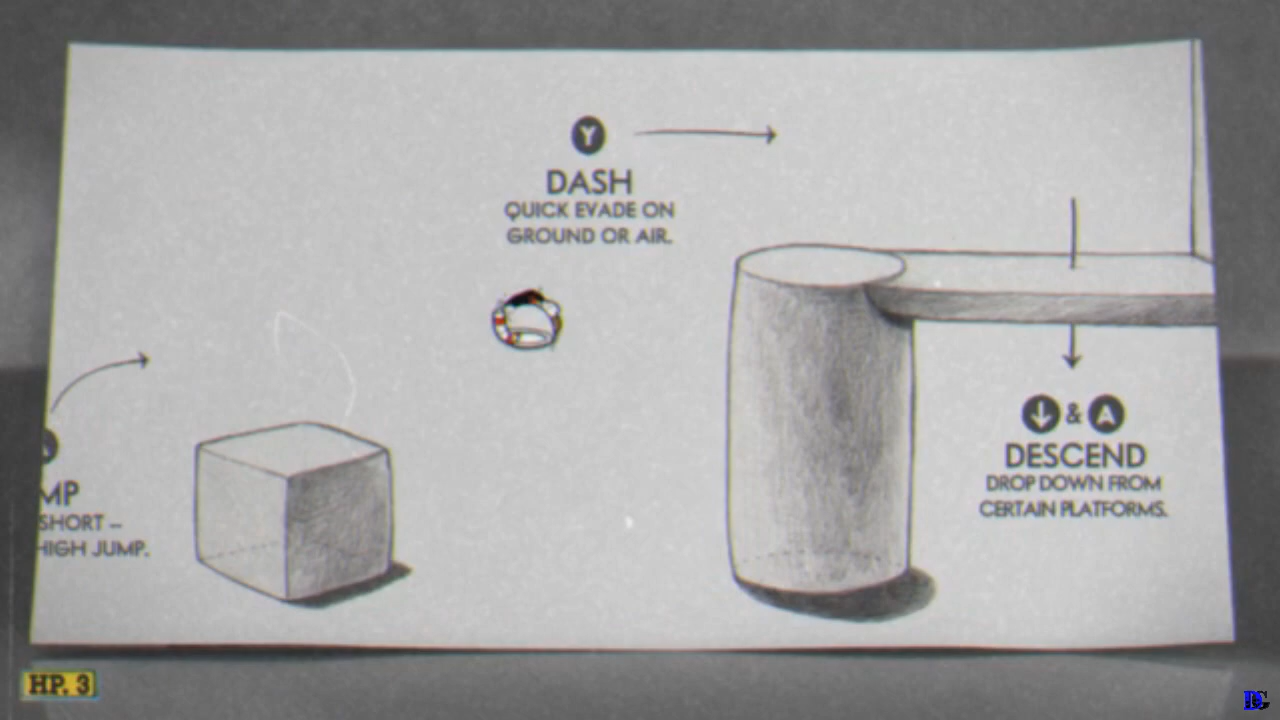 Y
DASH
QUICK EVADE ON
GROUND OR AIR.
MP
SHORT –
HIGH JUMP.
& A
DESCEND
DROP DOWN FROM
CERTAIN PLATFORMS.
HP. 3